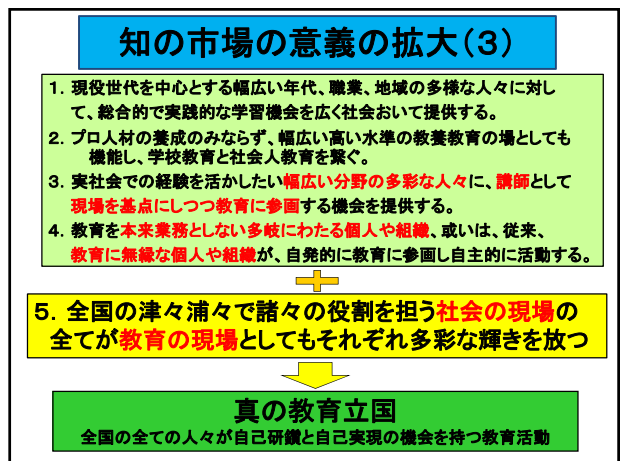 知の市場の意義の拡大(3)
1. 現役世代を中心とする幅広い年代、職業、地域の多様な人々に対し
て、総合的で実践的な学習機会を広く社会おいて提供する。
2. プロ人材の養成のみならず、幅広い高い水準の教養教育の場としても
機能し、学校教育と社会人教育を繋ぐ。
3. 実社会での経験を活かしたい幅広い分野の多彩な人々に、講師として
現場を基点にしつつ教育に参画する機会を提供する。
4. 教育を本来業務としない多岐にわたる個人や組織、或いは、従来、
教育に無縁な個人や組織が、自発的に教育に参画し自主的に活動する。
5. 全国の津々浦々で諸々の役割を担う社会の現場の
全てが教育の現場としてもそれぞれ多彩な輝きを放つ
真の教育立国
全国の全ての人々が自己研鑽と自己実現の機会を持つ教育活動